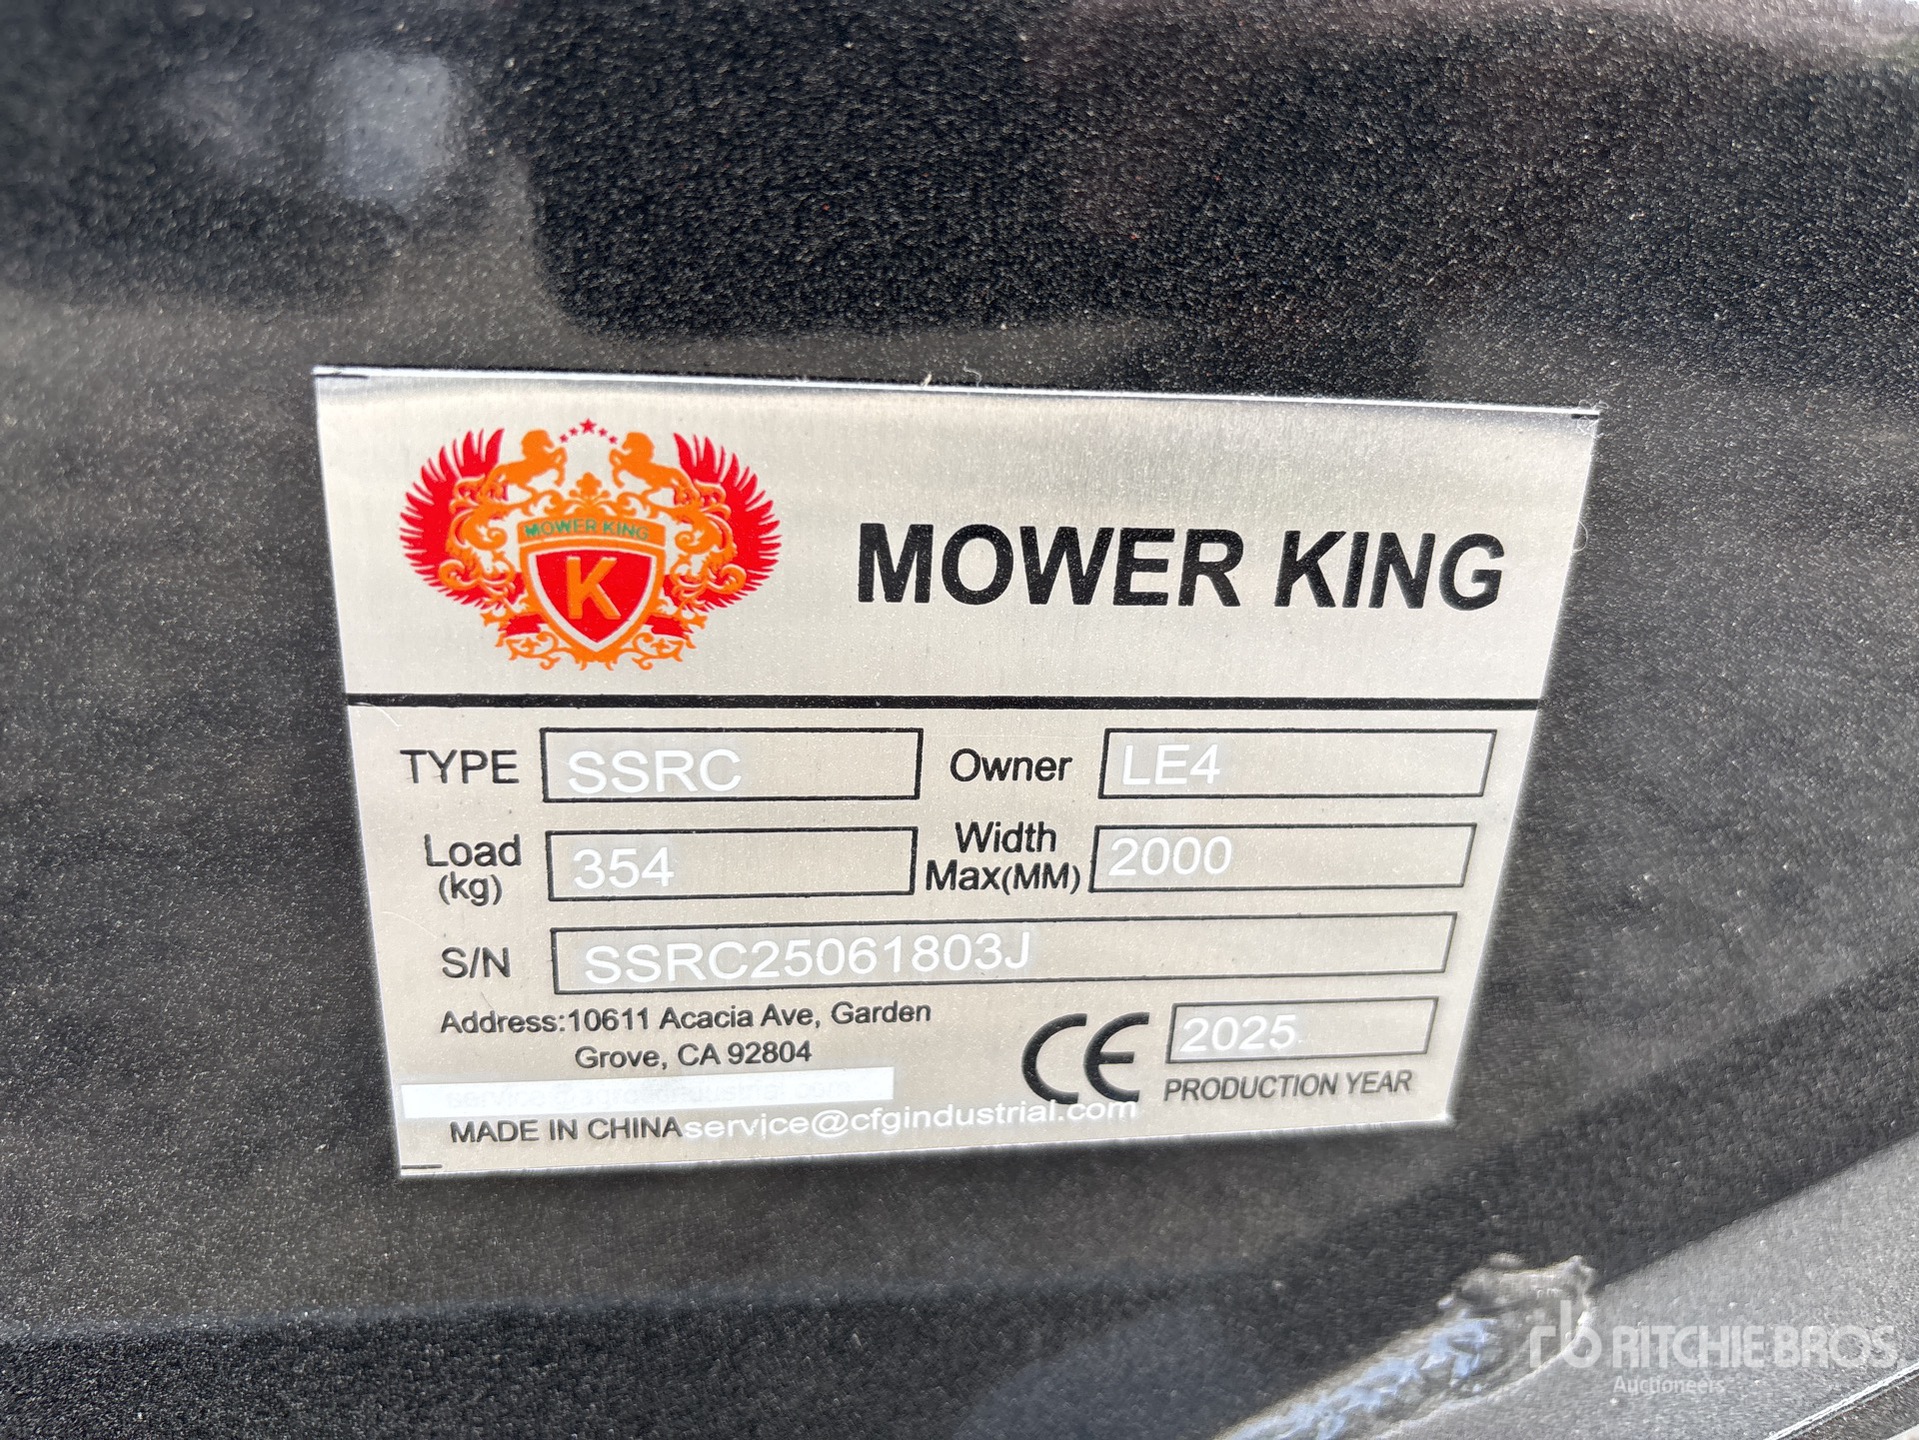 MOWER KING
K
MOWER KING
TYPE SSRC Owner LE4
Load (kg) 354 Width Max(MM) 2000
S/N SSRC25061803J
Address:10611 Acacia Ave, Garden
Grove, CA 92804
CE 2025
PRODUCTION YEAR
MADE IN CHINA service@cfgindustrial.com
rb RITCHIE BROS.
Auctioneers